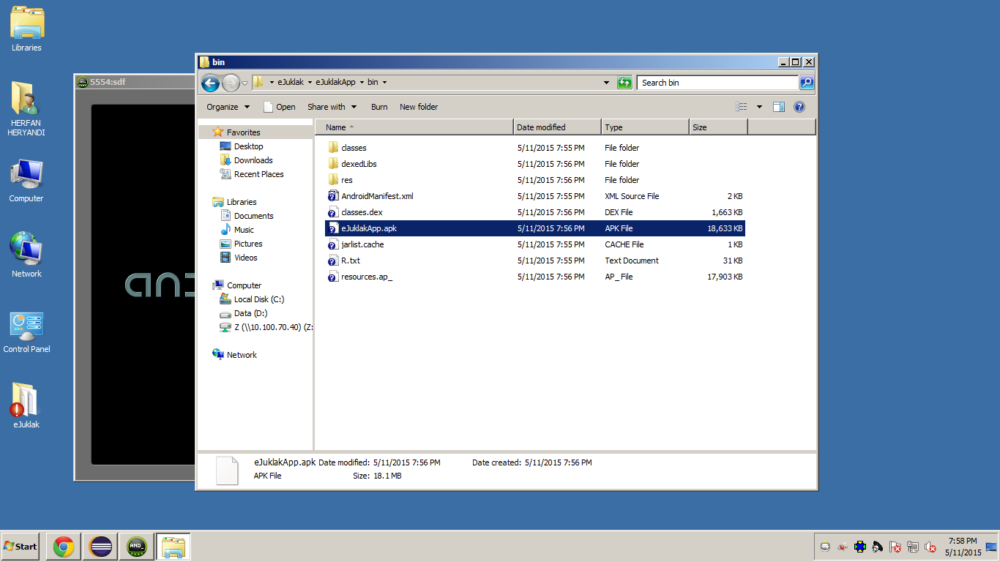 Libraries
HERFAN
HERYANDI
Computer
Network
Control Panel
eJuklak
5554:sdf
bin
eJuklak eJuklakApp bin
Search bin
Organize Open Share with Burn New folder
Favorites
Desktop
Downloads
Recent Places
Libraries
Documents
Music
Pictures
Videos
Computer
Local Disk (C:)
Data (D:)
Z (\\10.100.70.40) (Z:
Network
Name Date modified Type Size
classes 5/11/2015 7:55 PM File folder
dexedLibs 5/11/2015 7:56 PM File folder
res 5/11/2015 7:56 PM File folder
AndroidManifest.xml 5/11/2015 7:55 PM XML Source File 2 KB
classes.dex 5/11/2015 7:56 PM DEX File 1,663 KB
eJuklakApp.apk 5/11/2015 7:56 PM APK File 18,633 KB
jarlist.cache 5/11/2015 7:55 PM CACHE File 1 KB
R.txt 5/11/2015 7:55 PM Text Document 31 KB
resources.ap_ 5/11/2015 7:56 PM AP_ File 17,903 KB
eJuklakApp.apk Date modified: 5/11/2015 7:56 PM Date created: 5/11/2015 7:56 PM
APK File Size: 18.1 MB
Start
AND_
7:58 PM
5/11/2015